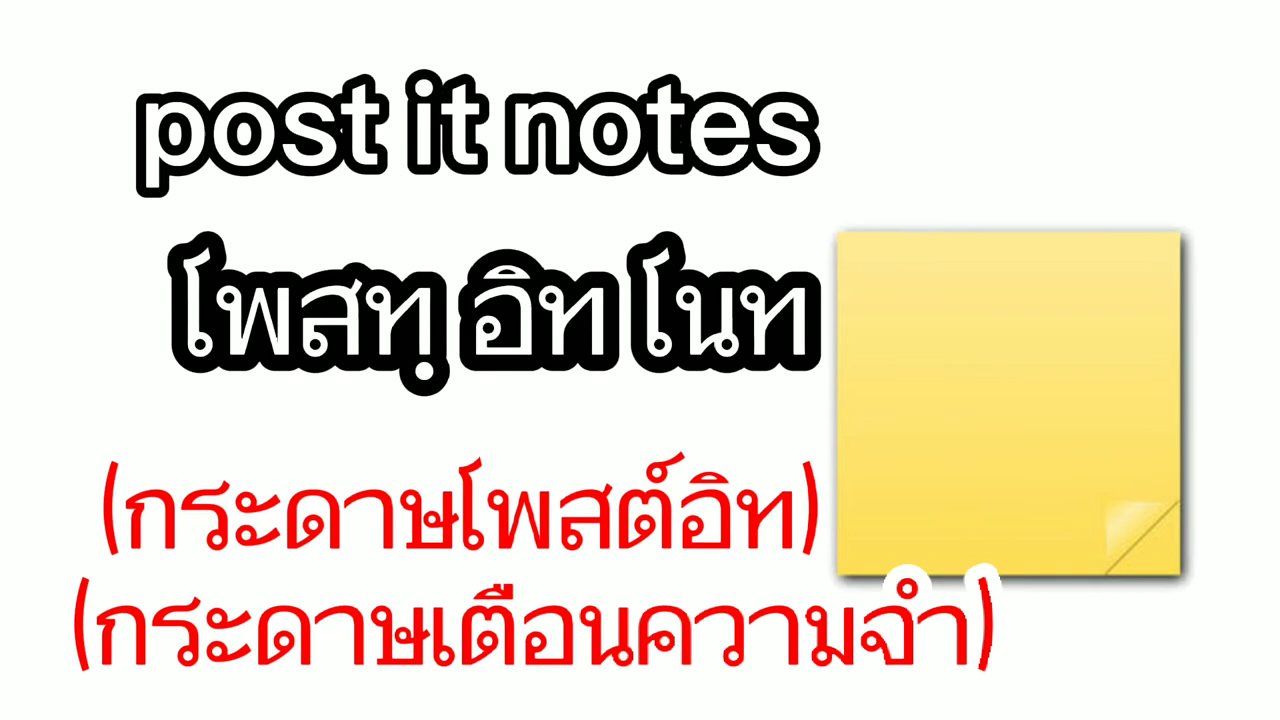 post it notes
โพสทฺ อิท โนท
(กระดาษโพสต์อิท)
(กระดาษเตือนความจำ)